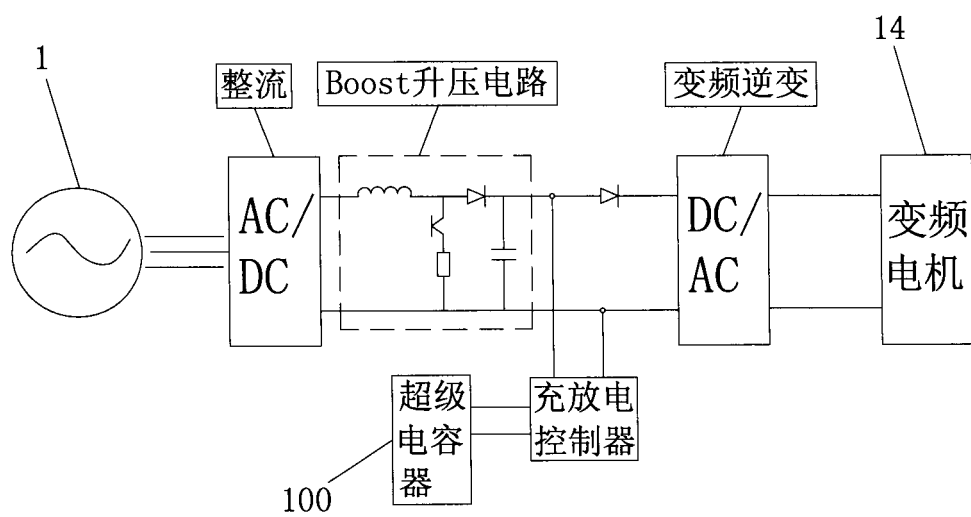 1
14
整流
Boost升压电路
变频逆变
AC/
DC
DC/
AC
变频
电机
超级
电容
器
充放电
控制器
100